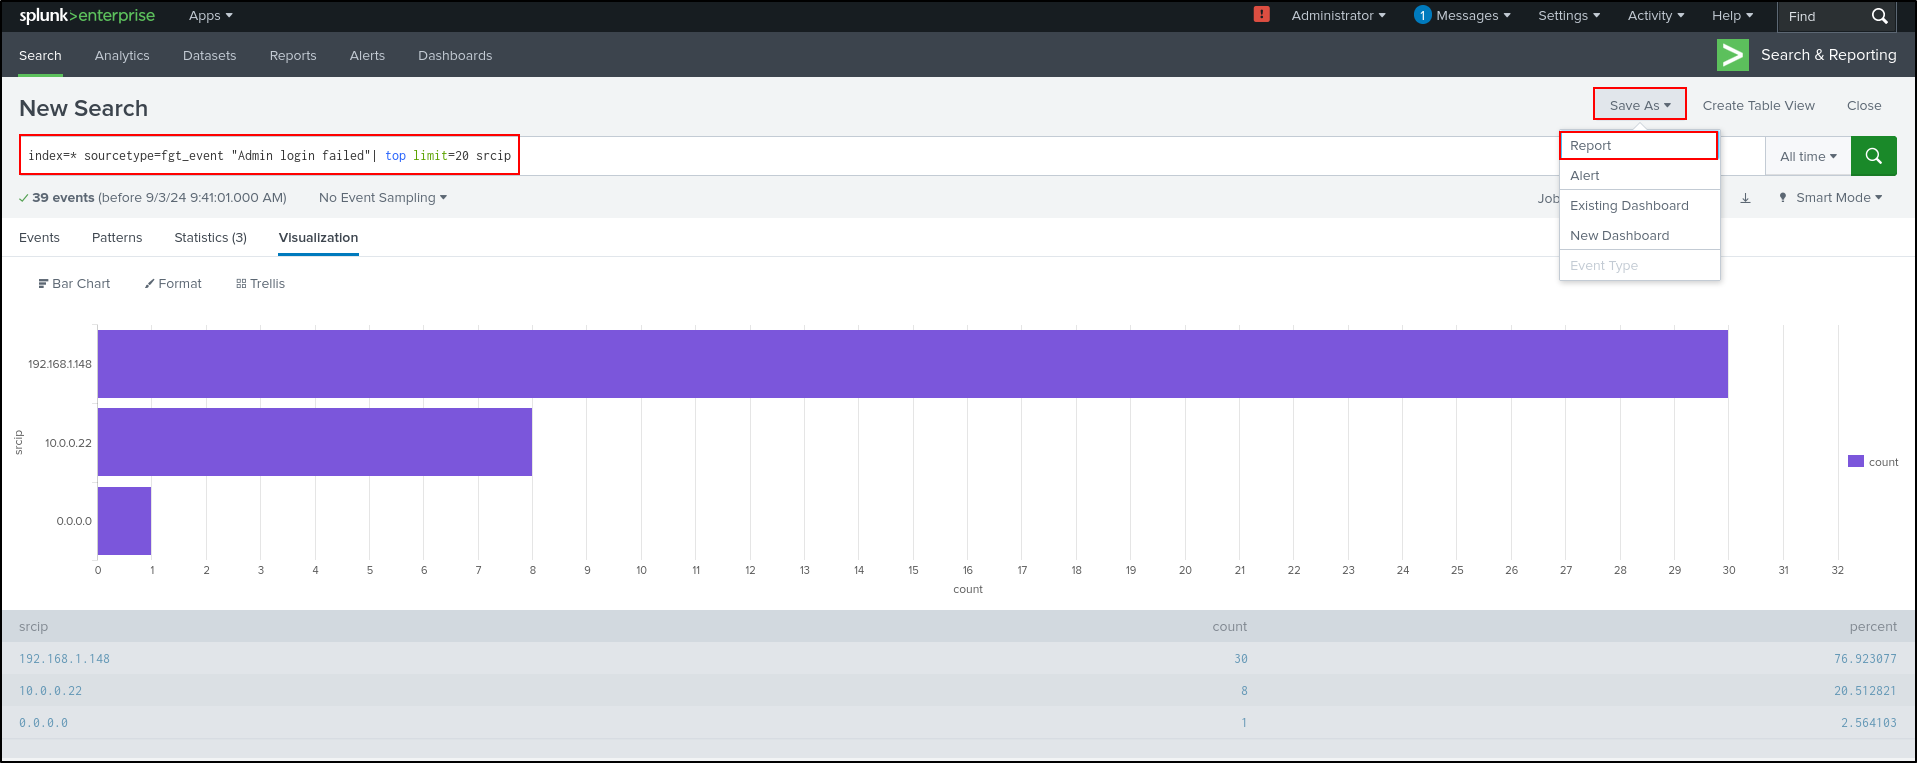 splunk>enterprise Apps ! Administrator 1 Messages Settings Activity Help Find
Search Analytics Datasets Reports Alerts Dashboards Search & Reporting
New Search Save As Create Table View Close
index=* sourcetype=fgt_event "Admin login failed"| top limit=20 srcip All time
Report
Alert
Existing Dashboard
New Dashboard
Event Type
39 events (before 9/3/24 9:41:01.000 AM) No Event Sampling Job Smart Mode
Events Patterns Statistics (3) Visualization
Bar Chart Format Trellis
192.168.1.148
10.0.0.22
0.0.0.0
srcip
count
0 1 2 3 4 5 6 7 8 9 10 11 12 13 14 15 16 17 18 19 20 21 22 23 24 25 26 27 28 29 30 31 32
count
srcip count percent
192.168.1.148 30 76.923077
10.0.0.22 8 20.512821
0.0.0.0 1 2.564103